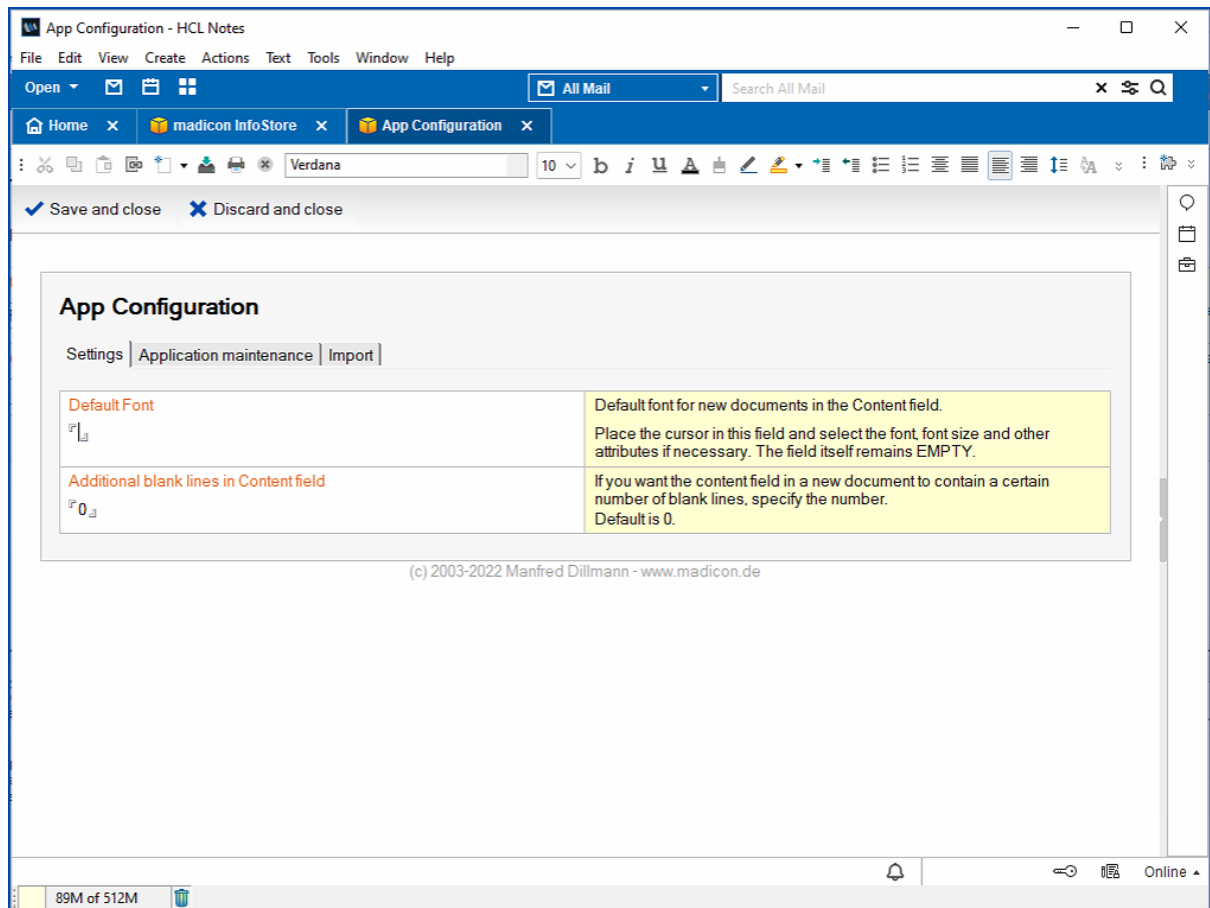 App Configuration - HCL Notes
File Edit View Create Actions Text Tools Window Help
Open All Mail Search All Mail
Home madicon InfoStore App Configuration
Verdana 10 b i u A
Save and close Discard and close
App Configuration
Settings Application maintenance Import
Default Font
Default font for new documents in the Content field.
Place the cursor in this field and select the font, font size and other
attributes if necessary. The field itself remains EMPTY.
Additional blank lines in Content field
0
If you want the content field in a new document to contain a certain
number of blank lines, specify the number.
Default is 0.
(c) 2003-2022 Manfred Dillmann - www.madicon.de
Online
89M of 512M